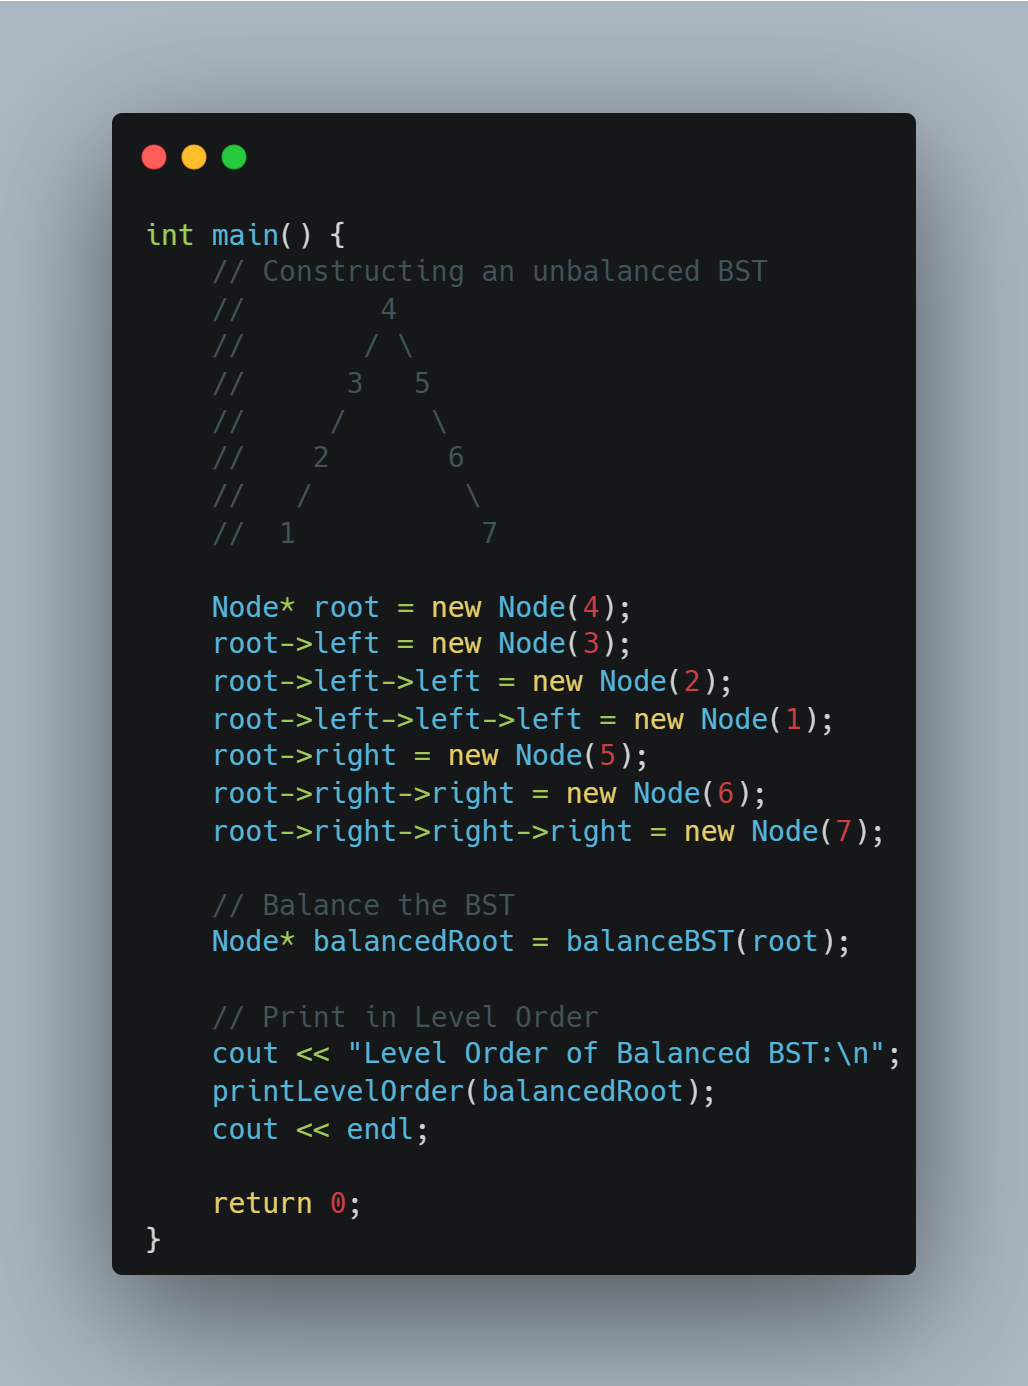 int main() {
    // Constructing an unbalanced BST
    //        4
    //       / \
    //      3   5
    //     /     \
    //    2       6
    //   /         \
    //  1           7

    Node* root = new Node(4);
    root->left = new Node(3);
    root->left->left = new Node(2);
    root->left->left->left = new Node(1);
    root->right = new Node(5);
    root->right->right = new Node(6);
    root->right->right->right = new Node(7);

    // Balance the BST
    Node* balancedRoot = balanceBST(root);

    // Print in Level Order
    cout << "Level Order of Balanced BST:\n";
    printLevelOrder(balancedRoot);
    cout << endl;

    return 0;
}